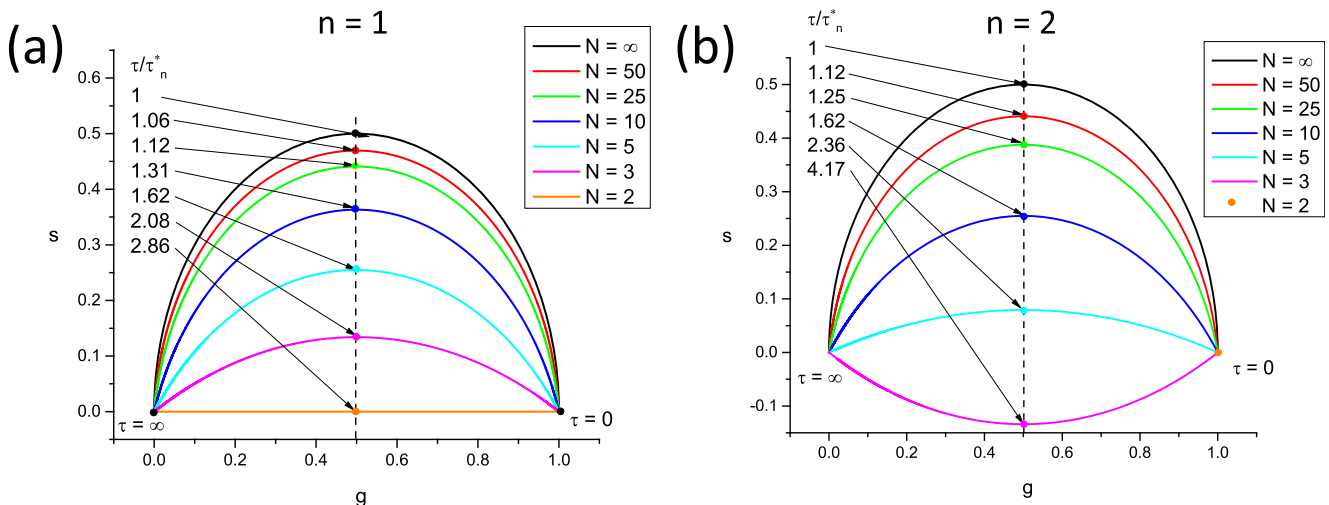 (a)
n = 1
τ/τ*n
1
1.06
1.12
1.31
1.62
2.08
2.86
s
0.6
0.5
0.4
0.3
0.2
0.1
0.0
τ = ∞
τ = 0
0.0 0.2 0.4 0.6 0.8 1.0
g
N = ∞
N = 50
N = 25
N = 10
N = 5
N = 3
N = 2
(b)
n = 2
τ/τ*n
1
1.12
1.25
1.62
2.36
4.17
s
0.5
0.4
0.3
0.2
0.1
0.0
-0.1
τ = ∞
τ = 0
0.0 0.2 0.4 0.6 0.8 1.0
g
N = ∞
N = 50
N = 25
N = 10
N = 5
N = 3
N = 2